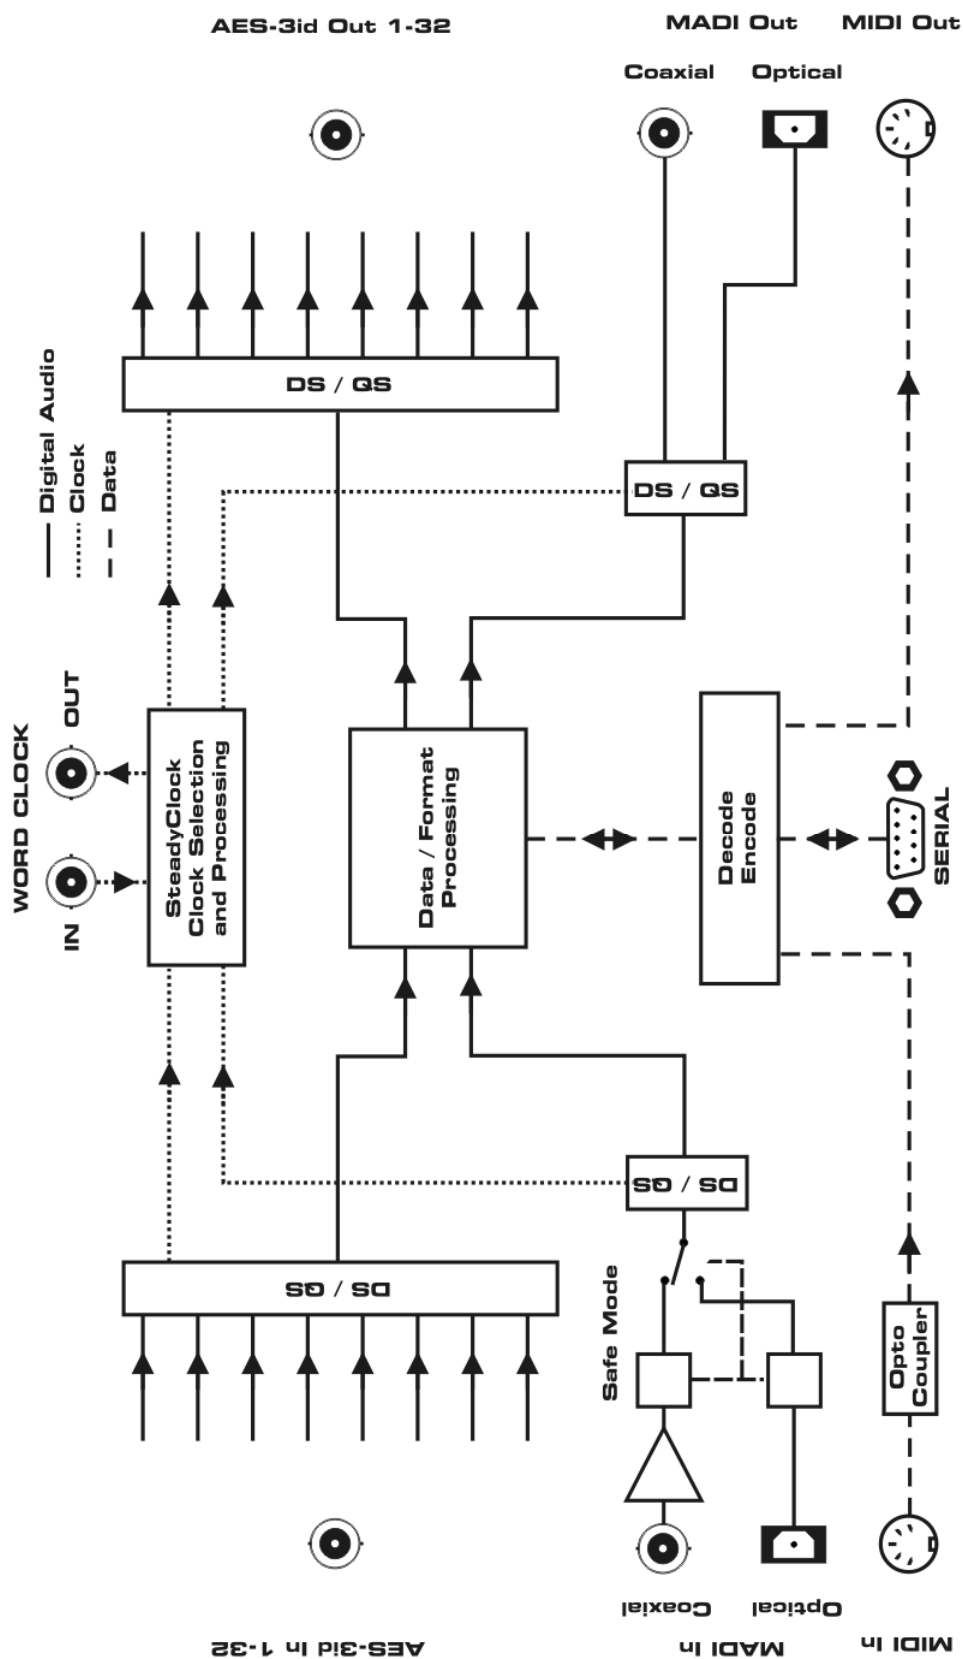 AES-3id Out 1-32
MADI Out
MIDI Out
Coaxial
Optical
Digital Audio
Clock
Data
DS / QS
DS / QS
WORD CLOCK
IN
OUT
SteadyClock
Clock Selection
and Processing
Data / Format
Processing
Decode
Encode
SERIAL
DS / QS
DS / QS
Safe Mode
Opto
Coupler
Coaxial
Optical
AES-3id In 1-32
MADI In
MIDI In